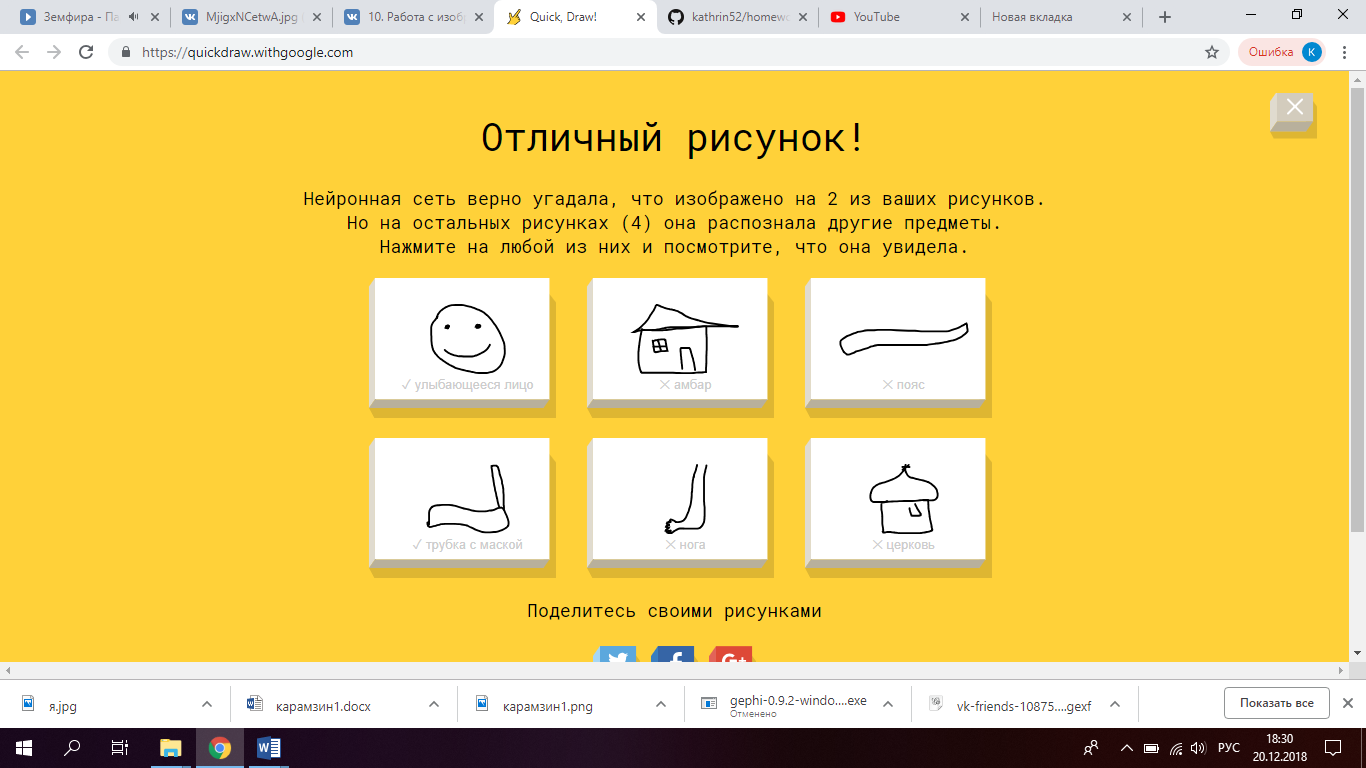 Земфира - Па
MjigxNCetwA.jpg
10. Работа с изоб
Quick, Draw!
kathrin52/homew
YouTube
Новая вкладка
https://quickdraw.withgoogle.com
Ошибка
К
Отличный рисунок!
Нейронная сеть верно угадала, что изображено на 2 из ваших рисунков.
Но на остальных рисунках (4) она распознала другие предметы.
Нажмите на любой из них и посмотрите, что она увидела.
улыбающееся лицо
амбар
пояс
трубка с маской
нога
церковь
Поделитесь своими рисунками
G+
я.jpg
карамзин1.docx
карамзин1.png
gephi-0.9.2-windo....exe
Отменено
vk-friends-10875....gexf
Показать все
РУС
18:30
20.12.2018